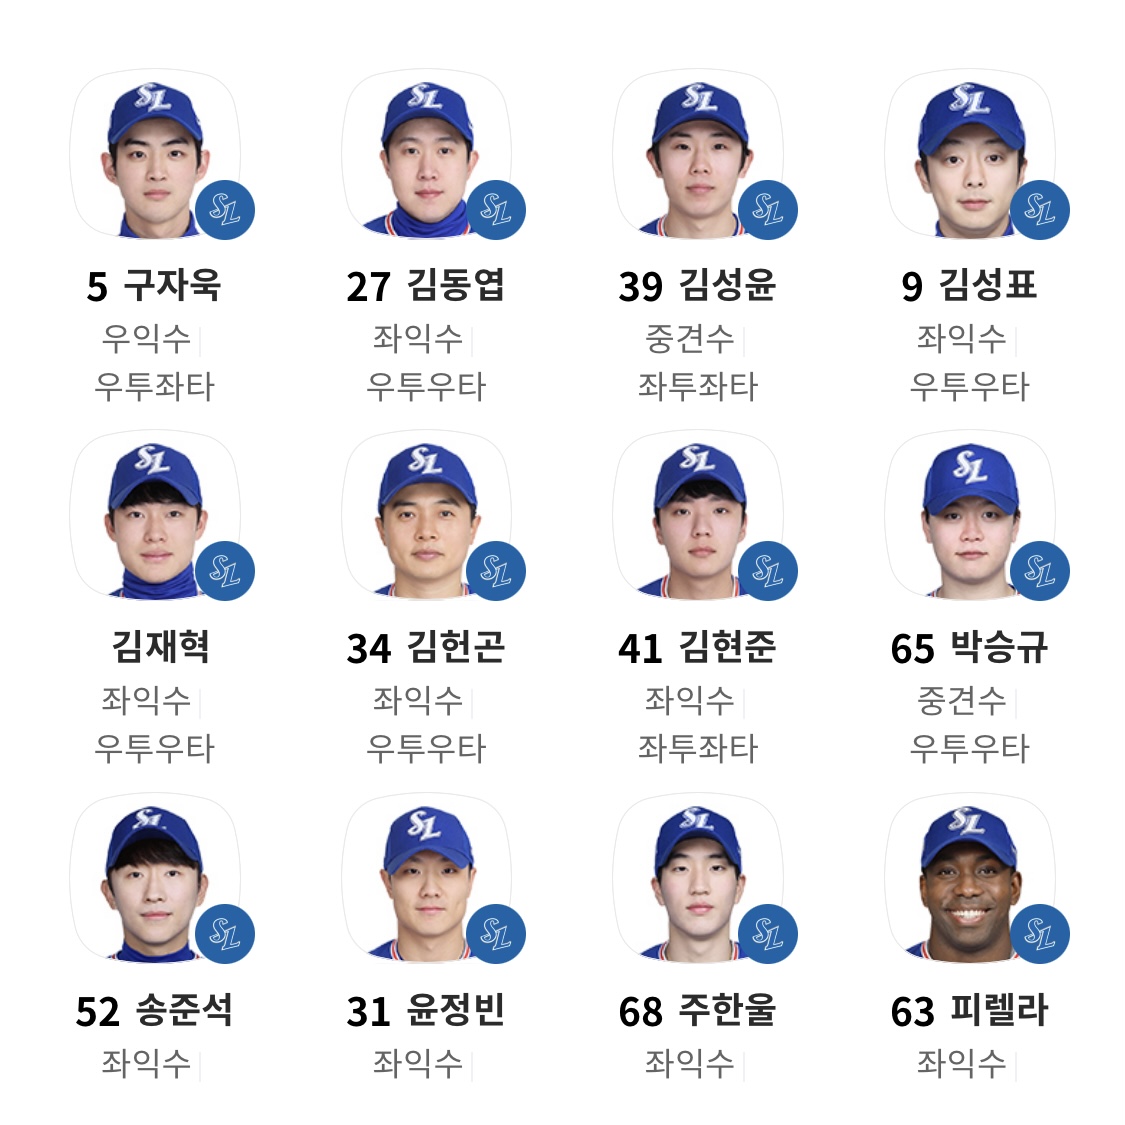 5 구자욱
우익수
우투좌타
27 김동엽
좌익수
우투우타
39 김성윤
중견수
좌투좌타
9 김성표
좌익수
우투우타
김재혁
좌익수
우투우타
34 김헌곤
좌익수
우투우타
41 김현준
좌익수
좌투좌타
65 박승규
중견수
우투우타
52 송준석
좌익수
31 윤정빈
좌익수
68 주한울
좌익수
63 피렐라
좌익수